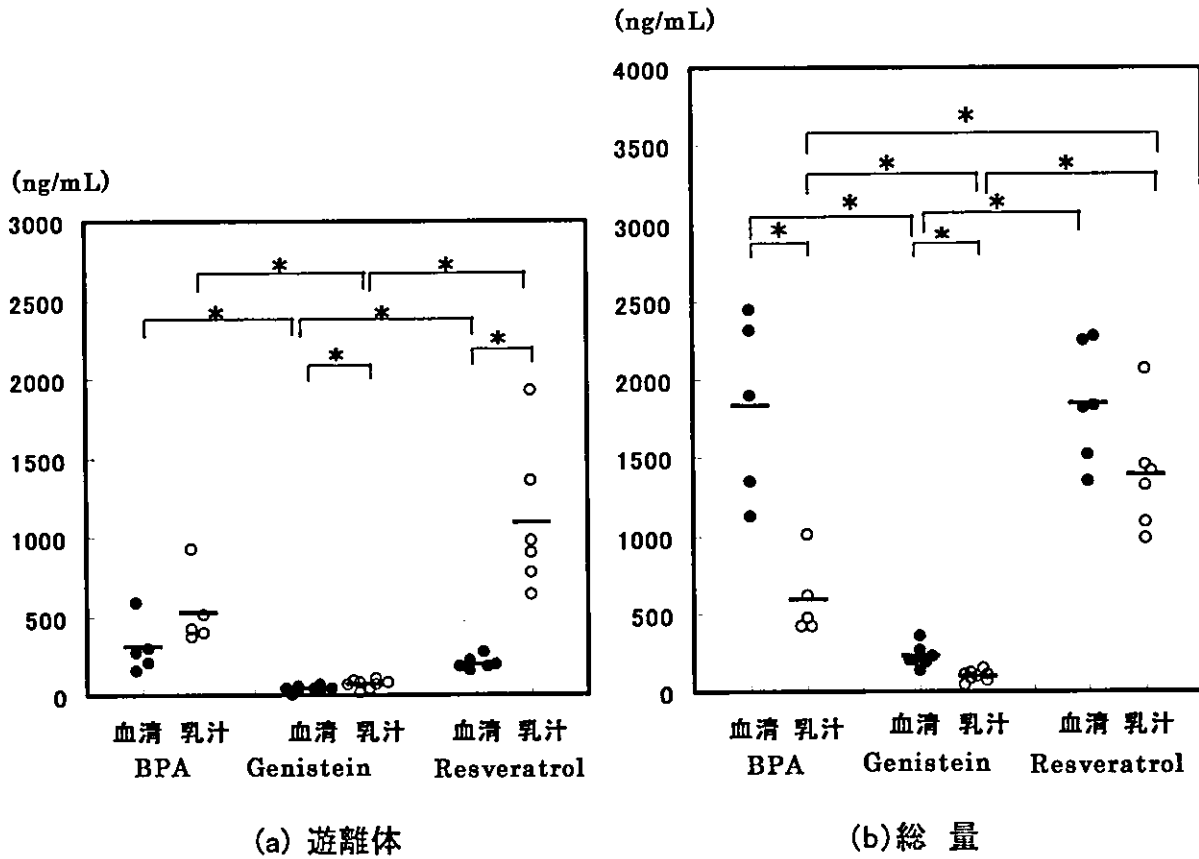 (ng/mL)
3000
2500
2000
1500
1000
500
0
* * * * * *
血清 乳汁 血清 乳汁 血清 乳汁
BPA Genistein Resveratrol
(a) 遊離体
(ng/mL)
4000
3500
3000
2500
2000
1500
1000
500
0
* * * * * * *
血清 乳汁 血清 乳汁 血清 乳汁
BPA Genistein Resveratrol
(b) 総 量